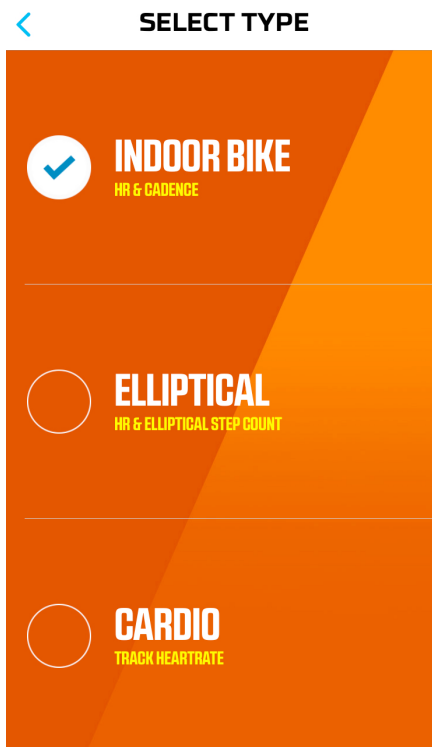 SELECT TYPE
INDOOR BIKE
HR & CADENCE
ELLIPTICAL
HR & ELLIPTICAL STEP COUNT
CARDIO
TRACK HEARTRATE